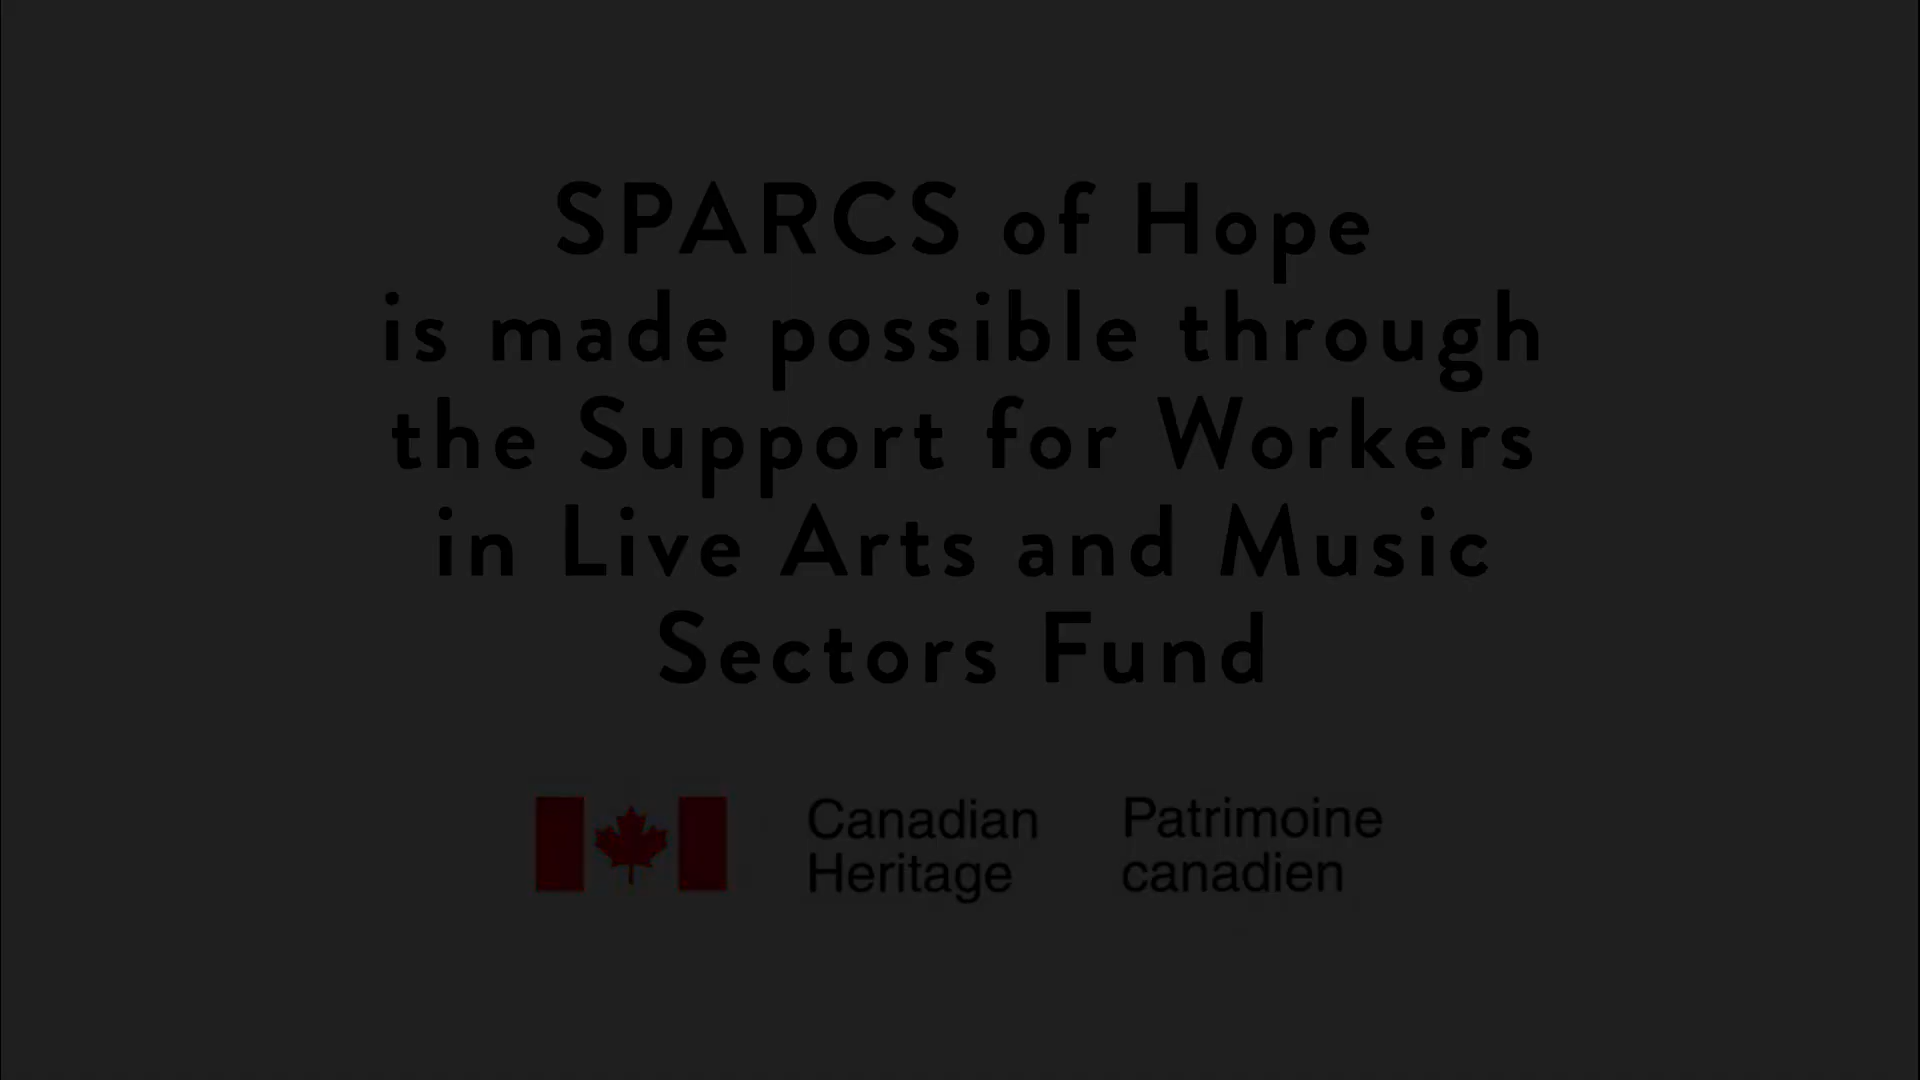 SPARCS of Hope
is made possible through
the Support for Workers
in Live Arts and Music
Sectors Fund
Canadian
Heritage
Patrimoine
canadien